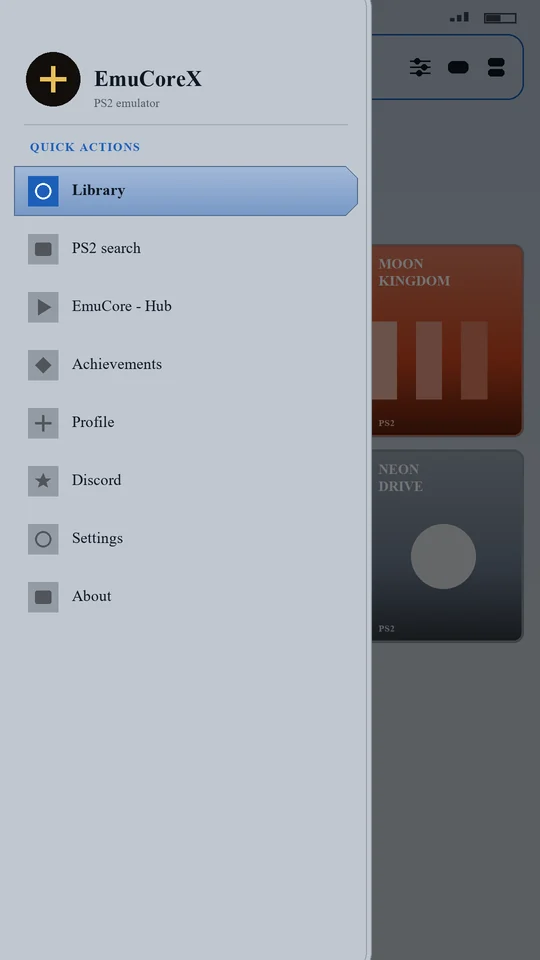 EmuCoreX
PS2 emulator
QUICK ACTIONS
Library
PS2 search
EmuCore - Hub
Achievements
Profile
Discord
Settings
About
MOON
KINGDOM
PS2
NEON
DRIVE
PS2